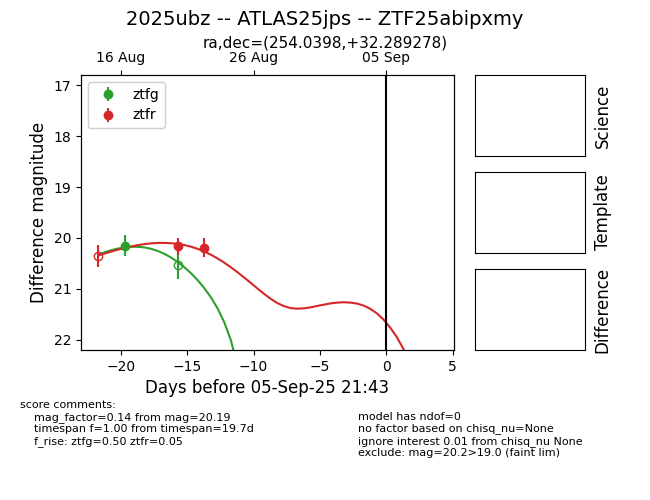 2025ubz -- ATLAS25jps -- ZTF25abipxmy
ra,dec=(254.0398,+32.289278)
16 Aug 26 Aug 05 Sep
ztfg
ztfr
17
18
19
20
21
22
Difference magnitude
−20 −15 −10 −5 0 5
Days before 05-Sep-25 21:43
Science
Template
Difference
score comments:
mag_factor=0.14 from mag=20.19
timespan f=1.00 from timespan=19.7d
f_rise: ztfg=0.50 ztfr=0.05
model has ndof=0
no factor based on chisq_nu=None
ignore interest 0.01 from chisq_nu None
exclude: mag=20.2>19.0 (faint lim)